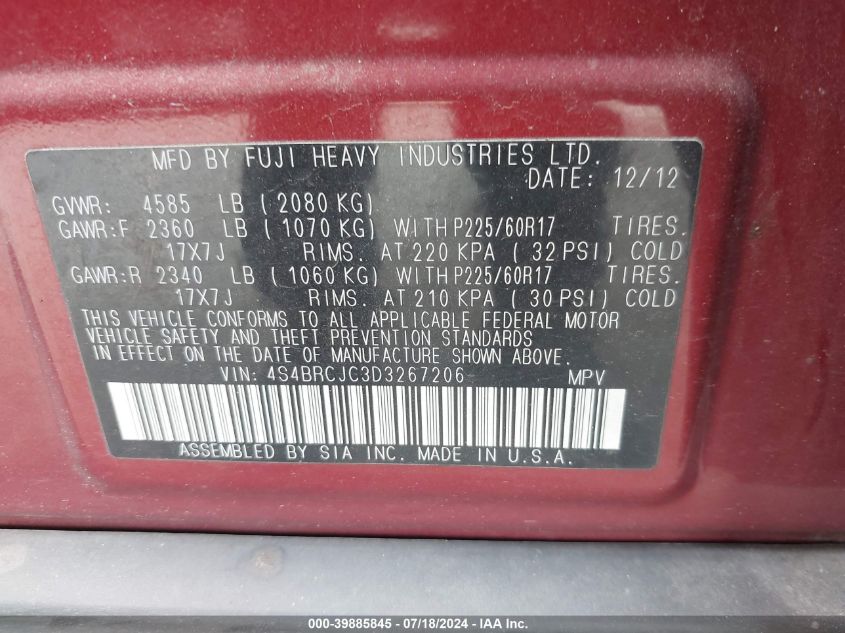 MFD BY FUJI HEAVY INDUSTRIES LTD.
DATE: 12/12
GVWR: 4585 LB (2080 KG)
GAWR:F 2360 LB (1070 KG) WITH P225/60R17 TIRES.
17X7J RIMS. AT 220 KPA (32 PSI) COLD
GAWR:R 2340 LB (1060 KG) WITH P225/60R17 TIRES.
17X7J RIMS. AT 210 KPA (30 PSI) COLD
THIS VEHICLE CONFORMS TO ALL APPLICABLE FEDERAL MOTOR
VEHICLE SAFETY AND THEFT PREVENTION STANDARDS
IN EFFECT ON THE DATE OF MANUFACTURE SHOWN ABOVE.
VIN: 4S4BRCJC3D3267206 MPV
ASSEMBLED BY SIA INC. MADE IN U.S.A.
000-39885845 - 07/18/2024 - IAA Inc.